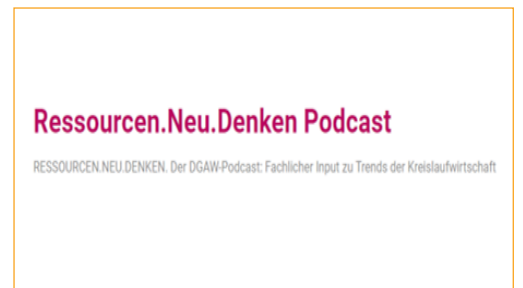 Ressourcen.Neu.Denken Podcast
RESSOURCEN.NEU.DENKEN. Der DGAW-Podcast: Fachlicher Input zu Trends der Kreislaufwirtschaft